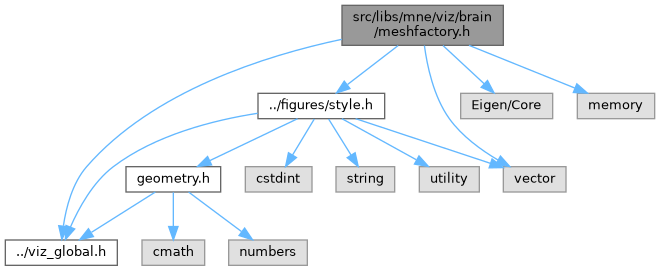 src/libs/mne/viz/brain
/meshfactory.h
../figures/style.h
Eigen/Core
memory
geometry.h
cstdint
string
utility
vector
../viz_global.h
cmath
numbers